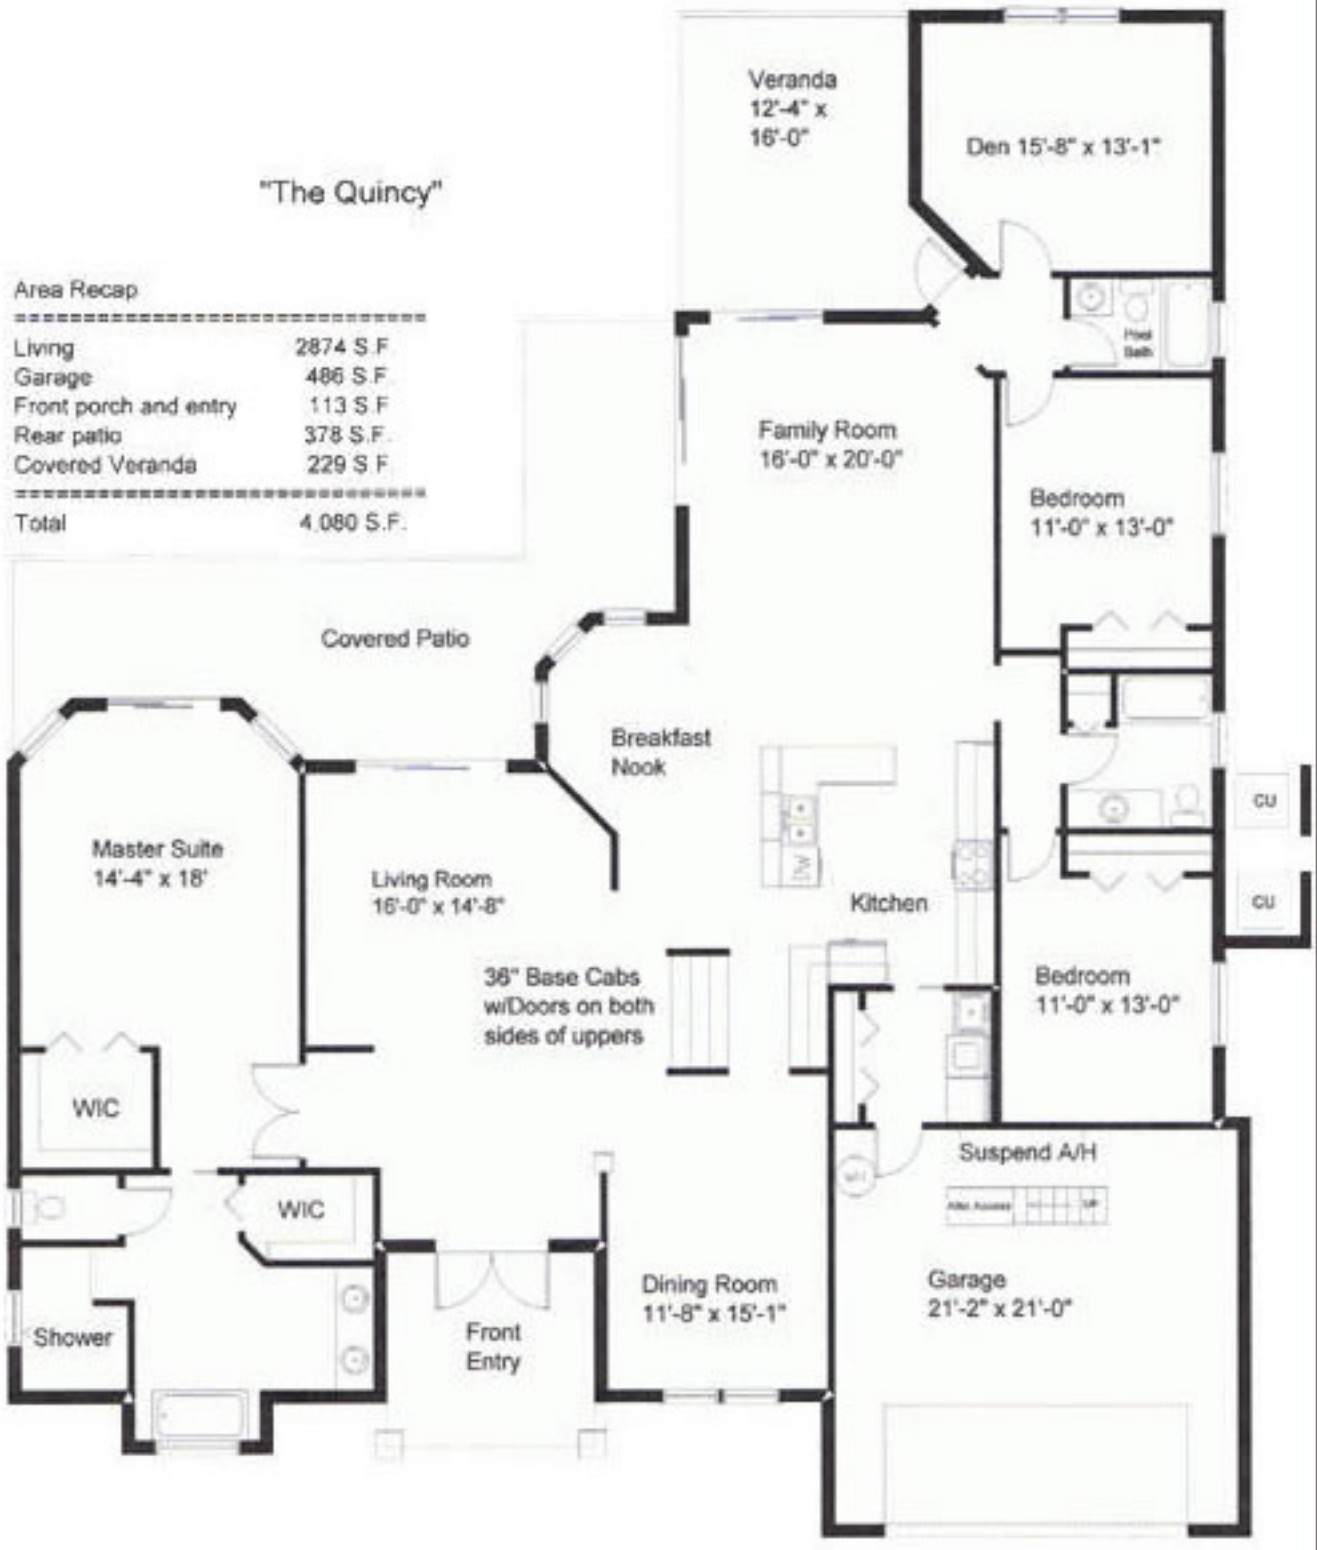 Veranda
12'-4" x
16'-0"
Den 15'-8" x 13'-1"
"The Quincy"
Area Recap
====================================
Living 2874 S.F
Garage 486 S.F.
Front porch and entry 113 S.F
Rear patio 378 S.F.
Covered Veranda 229 S F
====================================
Total 4.080 S.F.
Pool
Bath
Family Room
16'-0" x 20'-0"
Bedroom
11'-0" x 13'-0"
Covered Patio
Breakfast
Nook
CU
Master Suite
14'-4" x 18'
Living Room
16'-0" x 14'-8"
DW
Kitchen
CU
36" Base Cabs
w/Doors on both
sides of uppers
Bedroom
11'-0" x 13'-0"
WIC
Suspend A/H
WIC
Attic Access
UP
Dining Room
11'-8" x 15'-1"
Garage
21'-2" x 21'-0"
Shower
Front
Entry